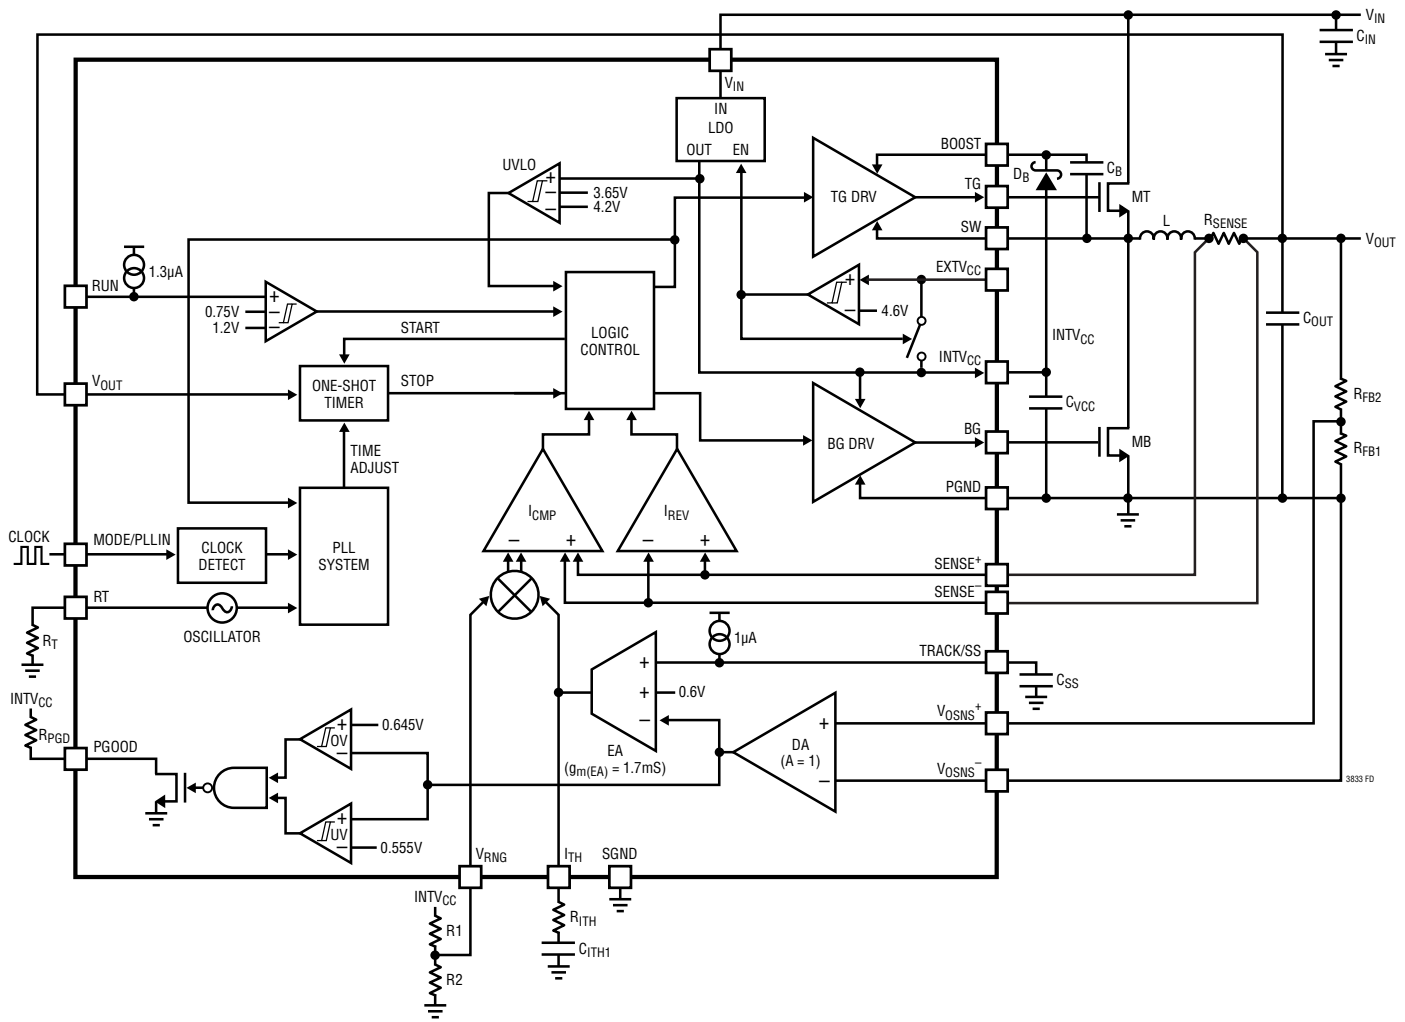 VIN
CIN
VIN
IN
LDO
OUT EN
UVLO
+
−
−
3.65V
4.2V
TG DRV
BOOST
TG
SW
DB
CB
MT
L
RSENSE
VOUT
1.3µA
RUN
0.75V
1.2V
+
−
−
START
LOGIC
CONTROL
+
−
4.6V
EXTVCC
INTVCC
INTVCC
COUT
VOUT
ONE-SHOT
TIMER
STOP
CVCC
RFB2
BG DRV
BG
MB
RFB1
TIME
ADJUST
PGND
ICMP
− +
IREV
− +
CLOCK
MODE/PLLIN
CLOCK
DETECT
PLL
SYSTEM
SENSE+
SENSE−
RT
OSCILLATOR
RT
1µA
TRACK/SS
CSS
+
+
−
0.6V
EA
(gm(EA) = 1.7mS)
DA
(A = 1)
+
−
VOSNS+
VOSNS−
3833 FD
INTVCC
RPGD
PGOOD
+
OV
−
0.645V
+
UV
−
0.555V
VRNG
ITH
SGND
INTVCC
R1
R2
RITH
CITH1